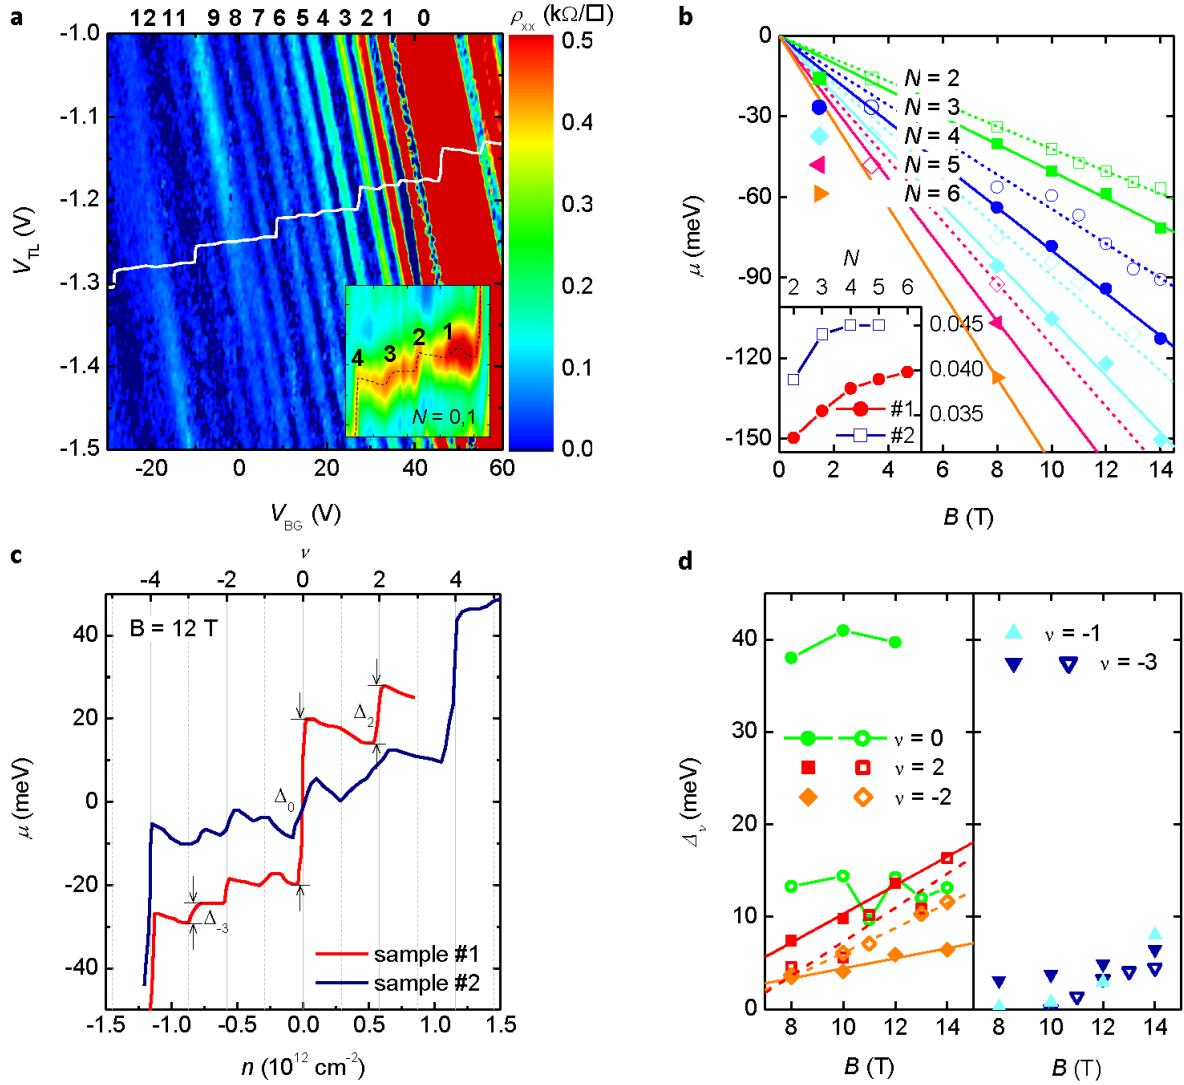 a
12 11 9 8 7 6 5 4 3 2 1 0
ρxx (kΩ/□)
-1.0
-1.1
-1.2
-1.3
-1.4
-1.5
VTL (V)
-20 0 20 40 60
VBG (V)
0.5
0.4
0.3
0.2
0.1
0.0
4 3 2 1
N = 0,1
b
0
-30
-60
-90
-120
-150
μ (meV)
N = 2
N = 3
N = 4
N = 5
N = 6
N
2 3 4 5 6
0.045
0.040
0.035
#1
#2
0 2 4 6 8 10 12 14
B (T)
c
ν
-4 -2 0 2 4
B = 12 T
40
20
0
-20
-40
μ (meV)
Δ2
Δ0
Δ-3
sample #1
sample #2
-1.5 -1.0 -0.5 0.0 0.5 1.0 1.5
n (10^12 cm^-2)
d
40
30
20
10
0
Δν (meV)
ν = 0
ν = 2
ν = -2
ν = -1
ν = -3
8 10 12 14 8 10 12 14
B (T) B (T)